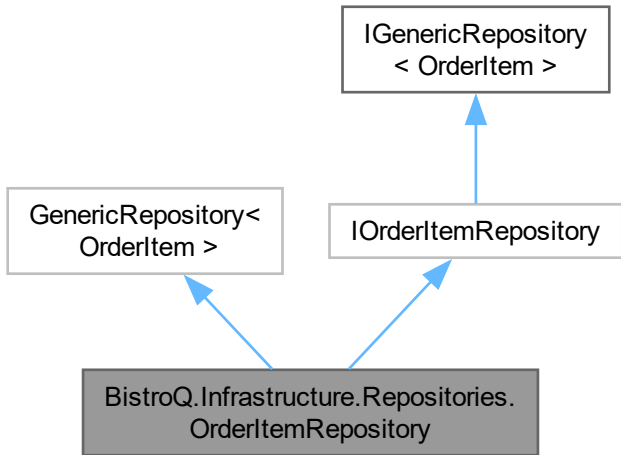 IGenericRepository
< OrderItem >
GenericRepository<
OrderItem >
IOrderItemRepository
BistroQ.Infrastructure.Repositories.
OrderItemRepository